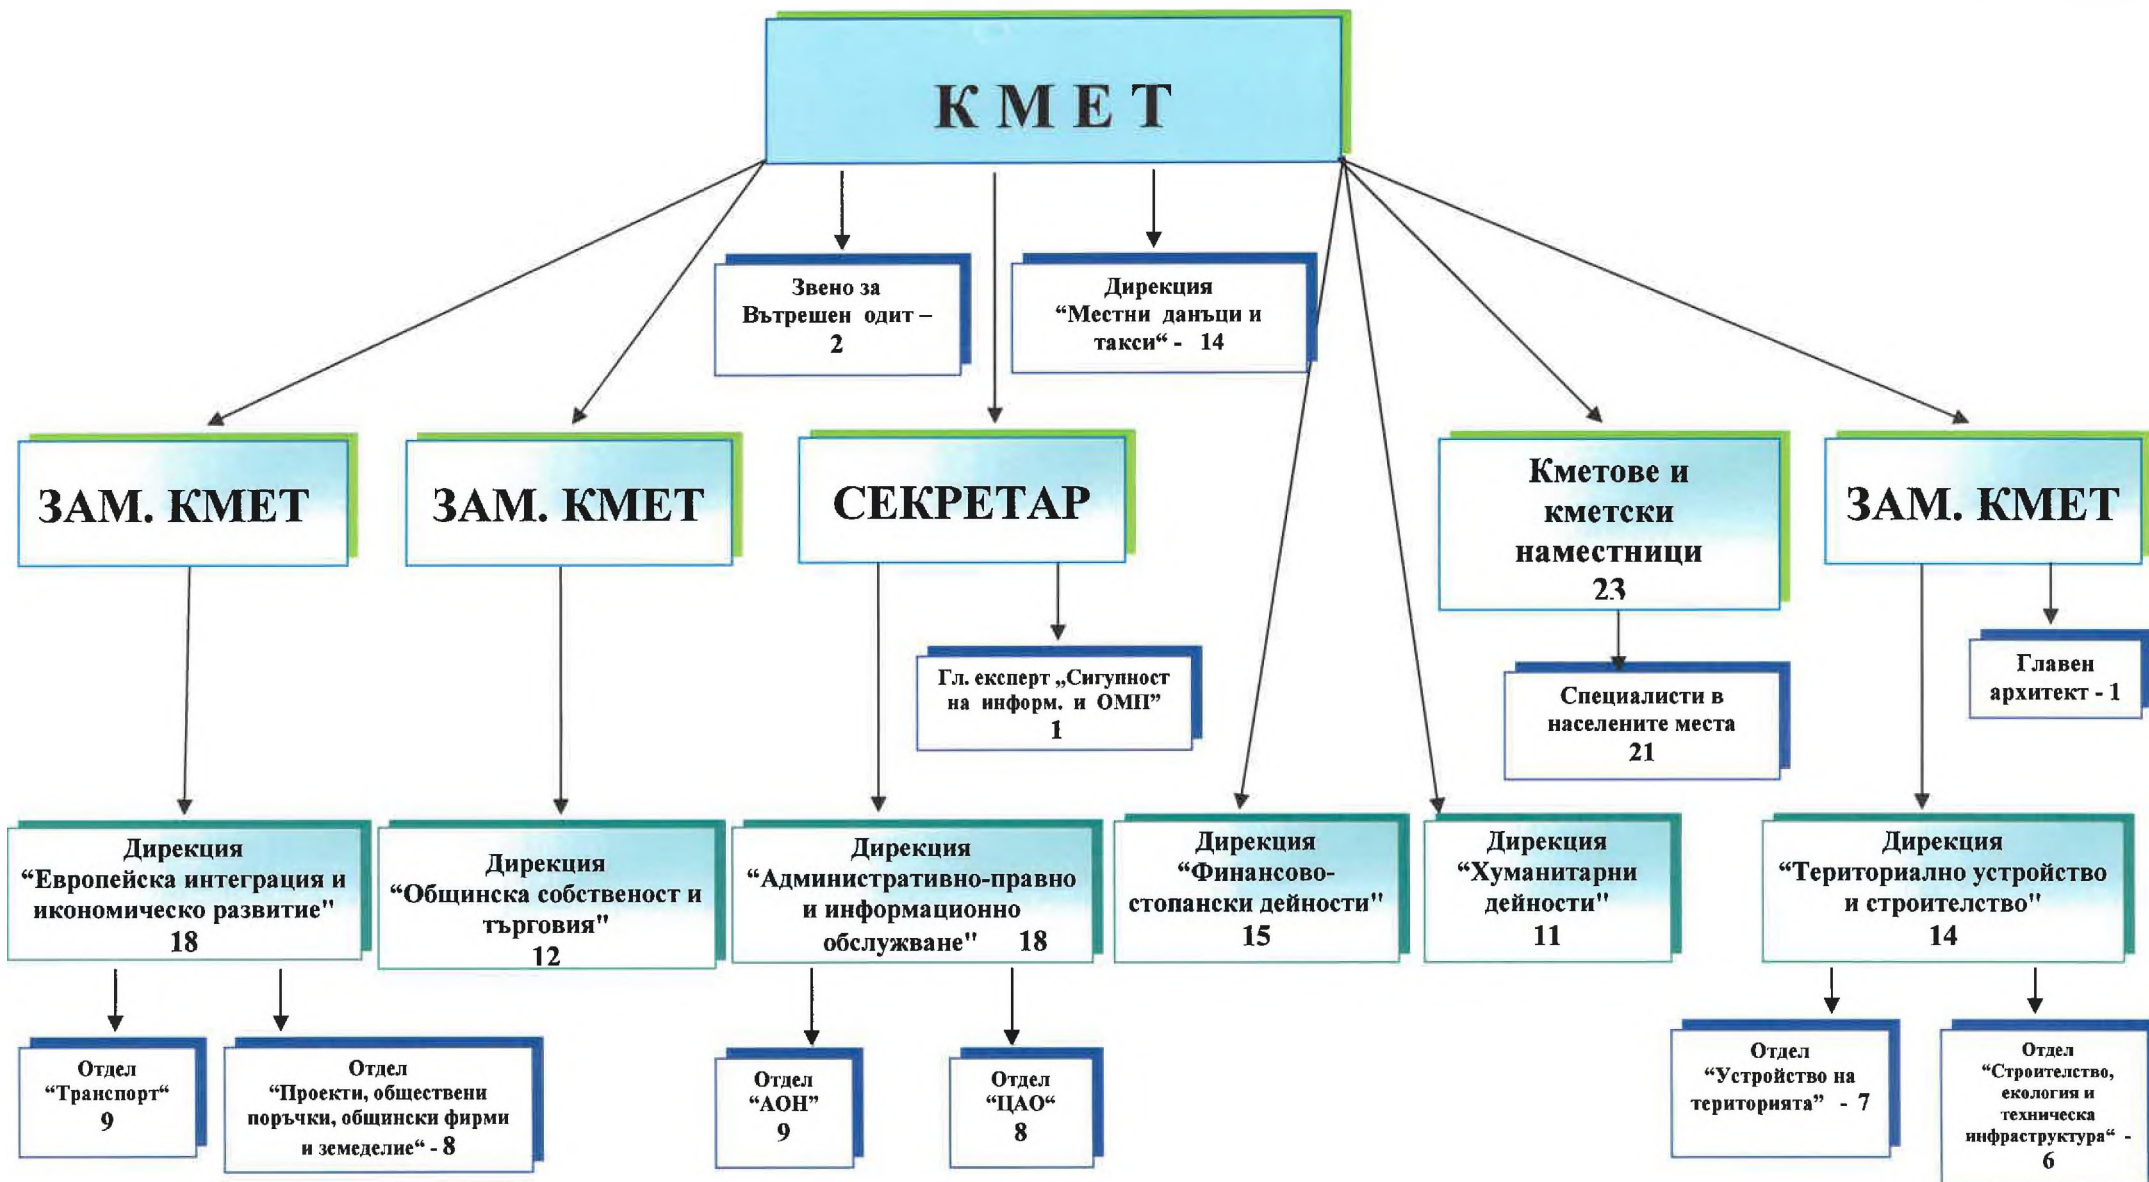 К М Е Т
Звено за
Вътрешен одит –
2
Дирекция
“Местни данъци и
такси“ - 14
ЗАМ. КМЕТ
ЗАМ. КМЕТ
СЕКРЕТАР
Кметове и
кметски
наместници
23
ЗАМ. КМЕТ
Гл. експерт „Сигупност
на информ. и ОМП”
1
Специалисти в
населените места
21
Главен
архитект - 1
Дирекция
“Европейска интеграция и
икономическо развитие"
18
Дирекция
“Общинска собственост и
търговия"
12
Дирекция
“Административно-правно
и информационно
обслужване" 18
Дирекция
“Финансово-
стопански дейности"
15
Дирекция
“Хуманитарни
дейности"
11
Дирекция
“Териториално устройство
и строителство"
14
Отдел
“Транспорт“
9
Отдел
“Проекти, обществени
поръчки, общински фирми
и земеделие“ - 8
Отдел
“АОН”
9
Отдел
“ЦАО“
8
Отдел
“Устройство на
територията” - 7
Отдел
“Строителство,
екология и
техническа
инфраструктура“ -
6